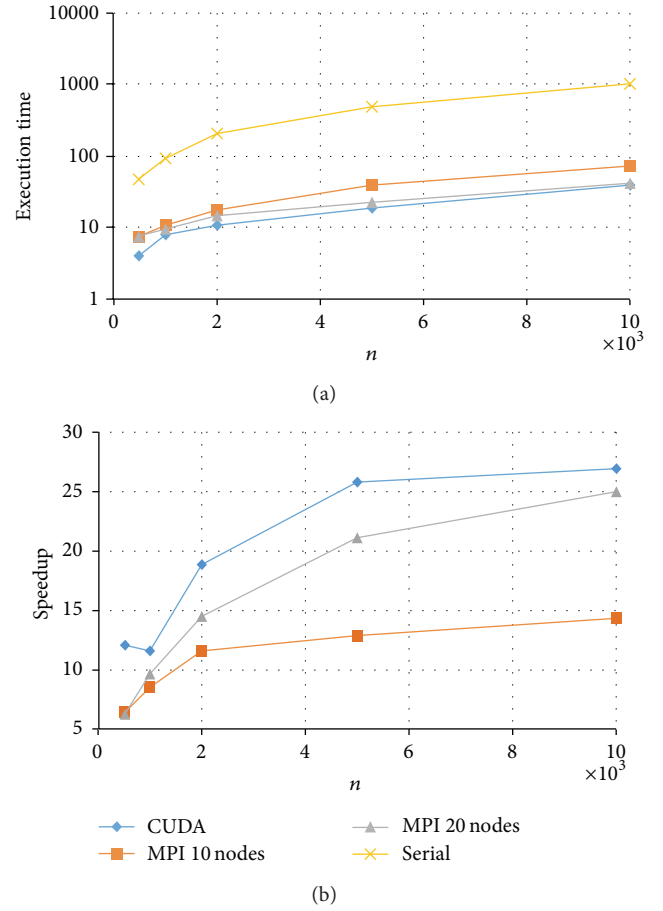 10000
1000
100
10
1
Execution time
0 2 4 6 8 10
×10³
n
(a)
30
25
20
15
10
5
Speedup
0 2 4 6 8 10
×10³
n
CUDA MPI 20 nodes
MPI 10 nodes Serial
(b)